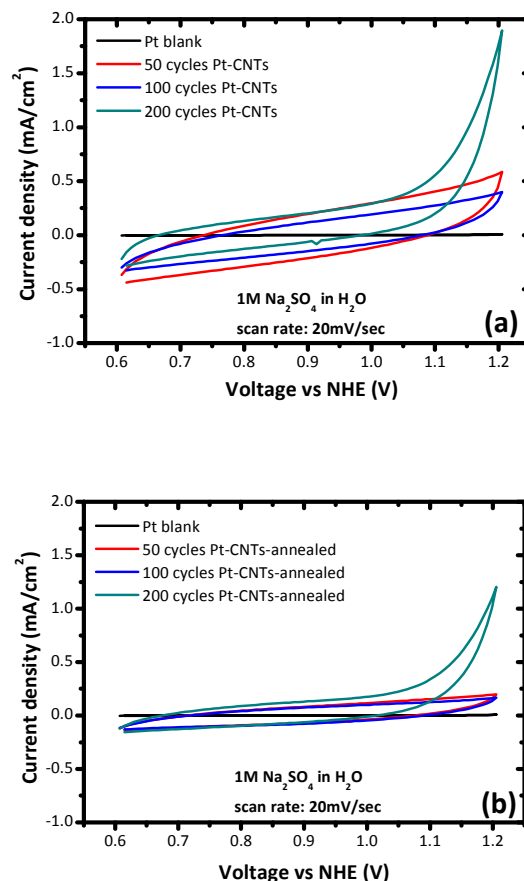 2.0
Pt blank
50 cycles Pt-CNTs
1.5
100 cycles Pt-CNTs
200 cycles Pt-CNTs
1.0
0.5
0.0
-0.5
1M Na₂SO₄ in H₂O
scan rate: 20mV/sec
(a)
-1.0
0.6 0.7 0.8 0.9 1.0 1.1 1.2
Voltage vs NHE (V)
Current density (mA/cm²)
2.0
Pt blank
50 cycles Pt-CNTs-annealed
1.5
100 cycles Pt-CNTs-annealed
200 cycles Pt-CNTs-annealed
1.0
0.5
0.0
-0.5
1M Na₂SO₄ in H₂O
scan rate: 20mV/sec
(b)
-1.0
0.6 0.7 0.8 0.9 1.0 1.1 1.2
Voltage vs NHE (V)
Current density (mA/cm²)